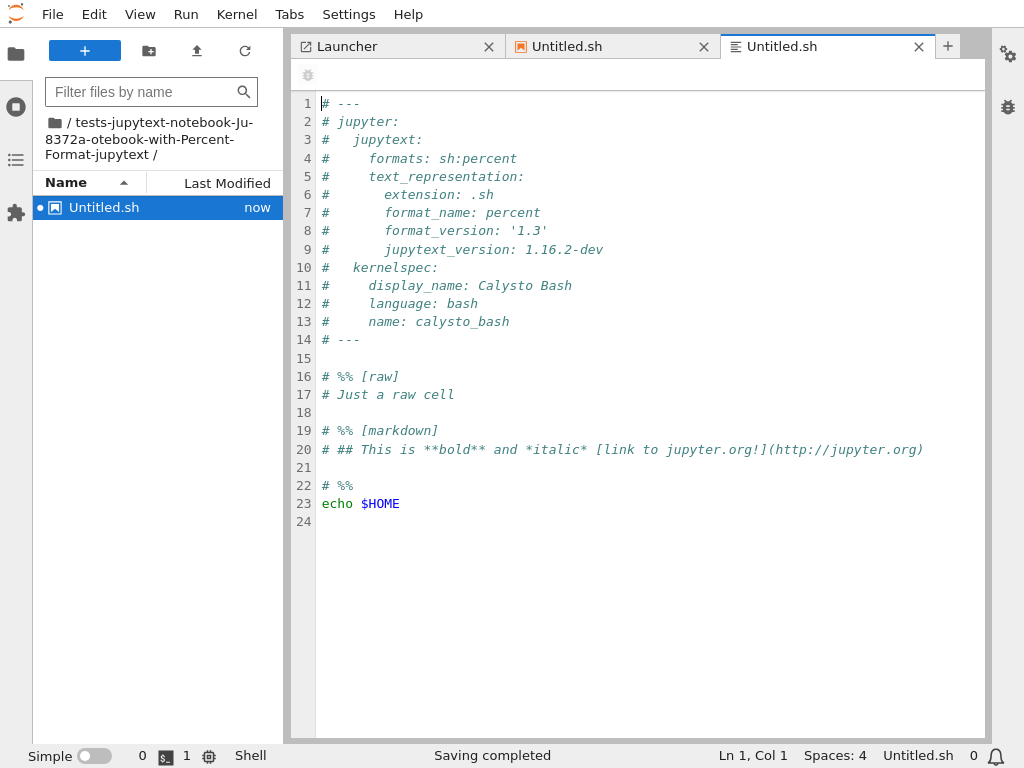 File Edit View Run Kernel Tabs Settings Help
Filter files by name
/ tests-jupytext-notebook-Ju-
8372a-otebook-with-Percent-
Format-jupytext /
Name Last Modified
Untitled.sh now
Launcher Untitled.sh Untitled.sh
1 # ---
2 # jupyter:
3 #   jupytext:
4 #     formats: sh:percent
5 #     text_representation:
6 #       extension: .sh
7 #       format_name: percent
8 #       format_version: '1.3'
9 #       jupytext_version: 1.16.2-dev
10 #   kernelspec:
11 #     display_name: Calysto Bash
12 #     language: bash
13 #     name: calysto_bash
14 # ---
15
16 # %% [raw]
17 # Just a raw cell
18
19 # %% [markdown]
20 # ## This is **bold** and *italic* [link to jupyter.org!](http://jupyter.org)
21
22 # %%
23 echo $HOME
24
Simple 0 $_ 1 Shell Saving completed Ln 1, Col 1 Spaces: 4 Untitled.sh 0